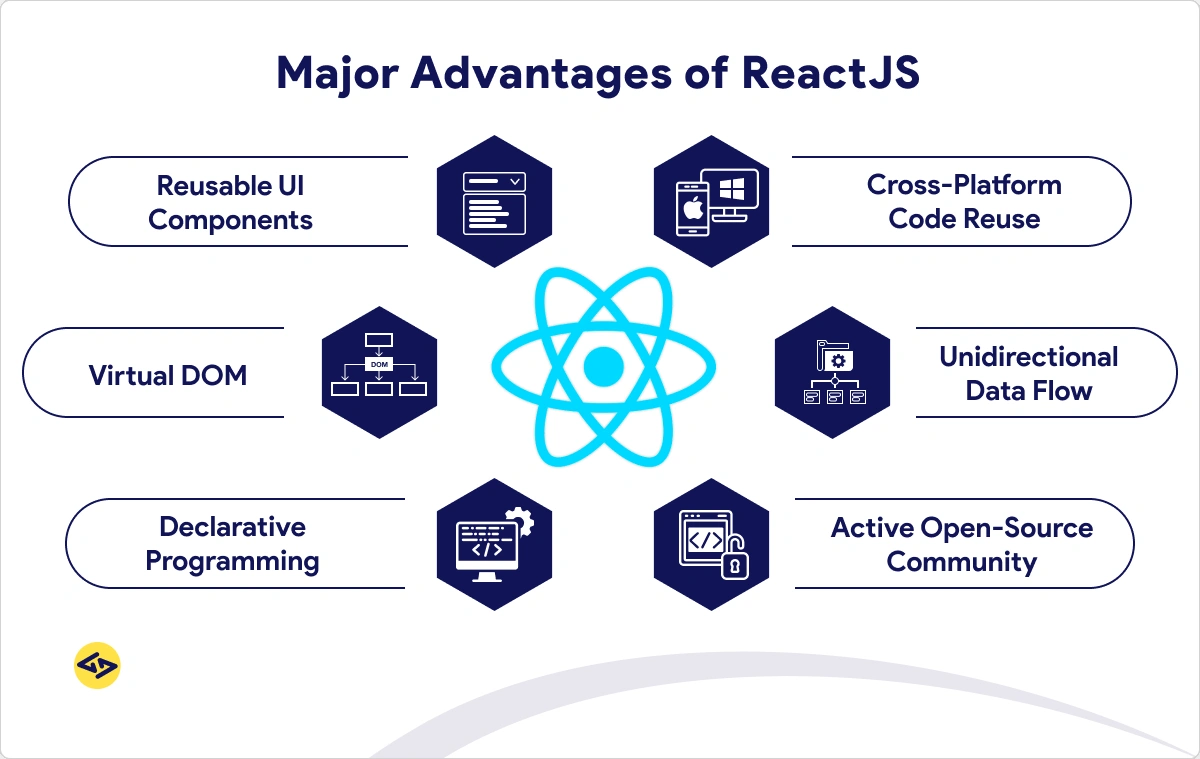 Major Advantages of ReactJS
Reusable UI
Components
Cross-Platform
Code Reuse
Virtual DOM
DOM
Unidirectional
Data Flow
Declarative
Programming
</>
Active Open-Source
Community
</>